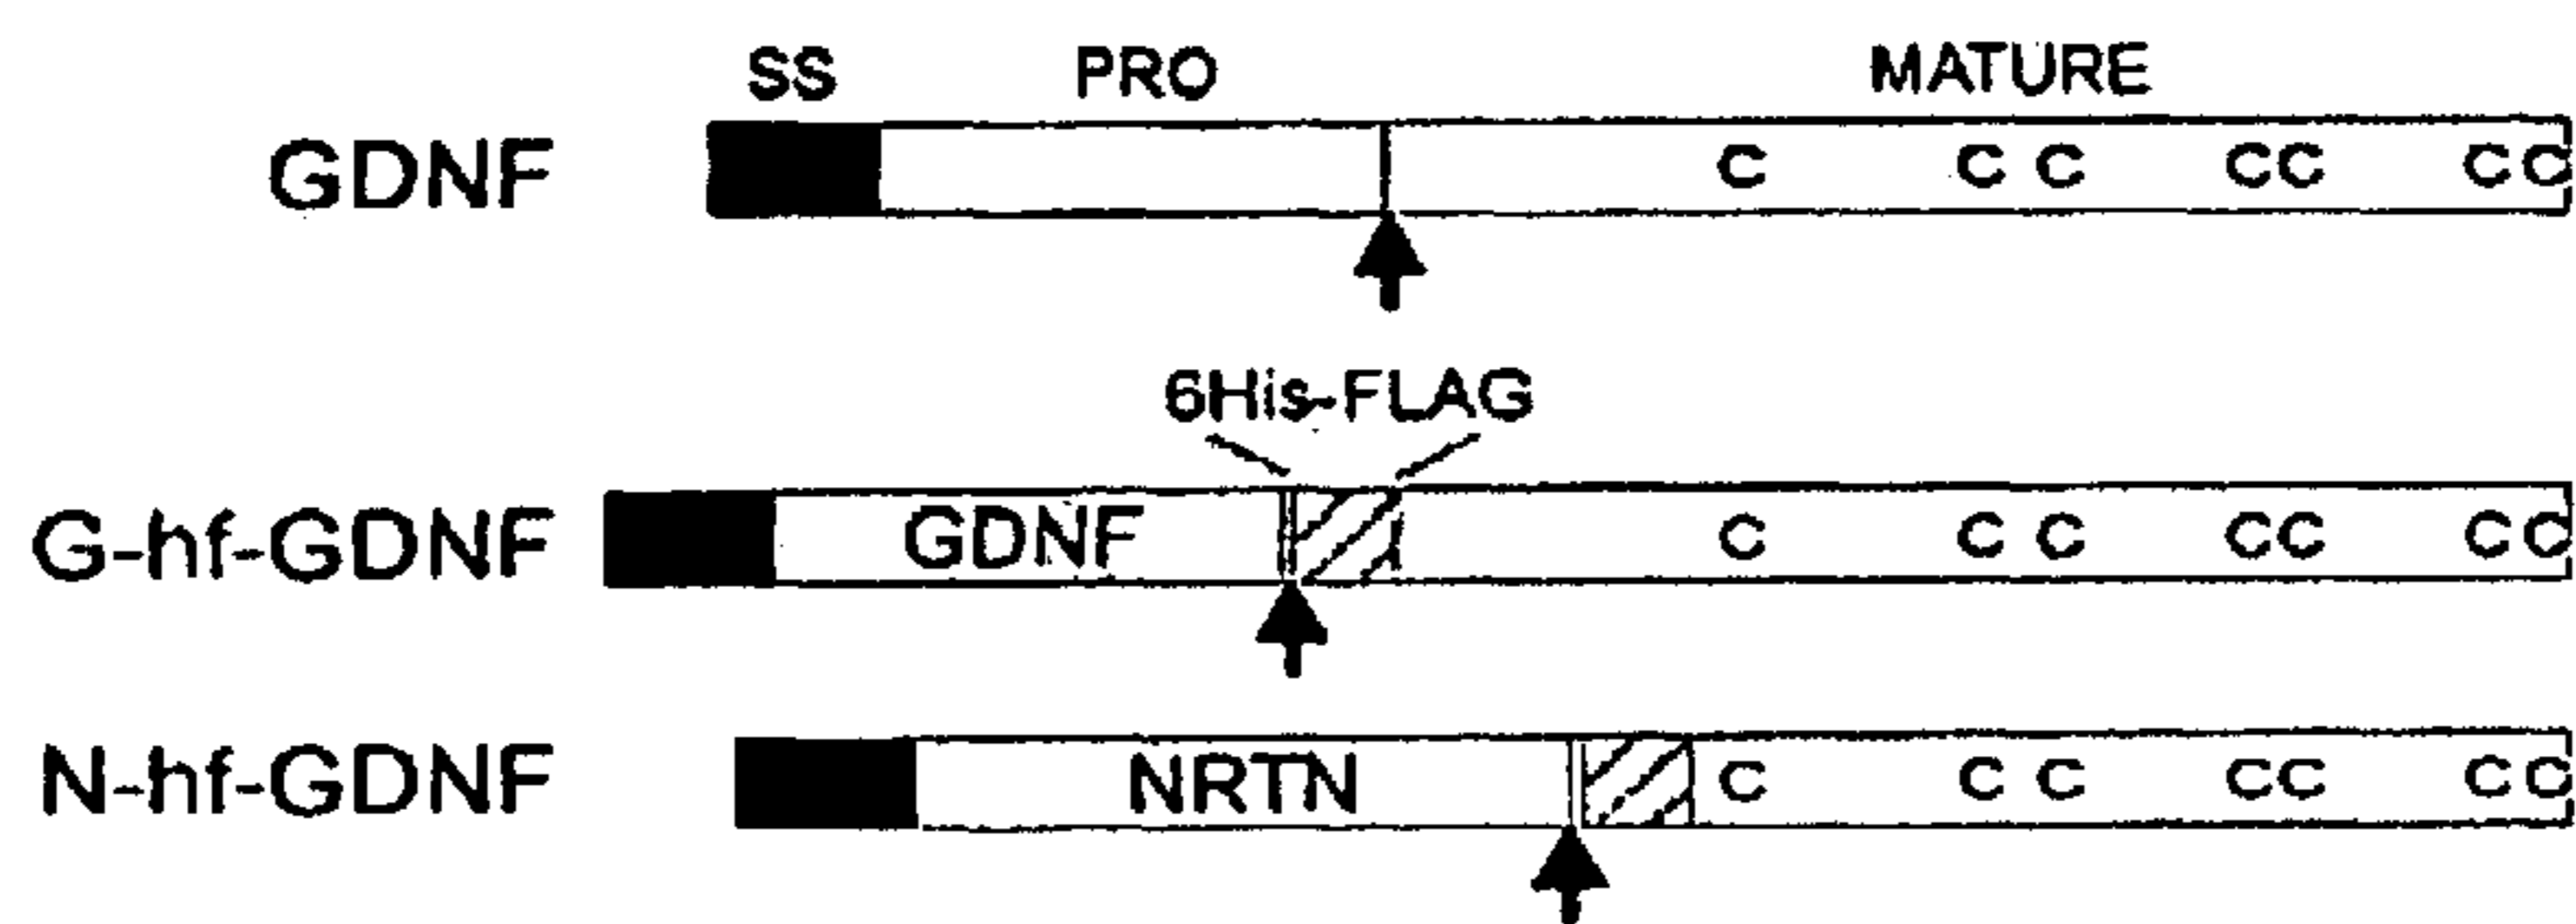 SS PRO MATURE
GDNF C C C CC CC
6His-FLAG
G-hf-GDNF GDNF C C C CC CC
N-hf-GDNF NRTN C C C CC CC